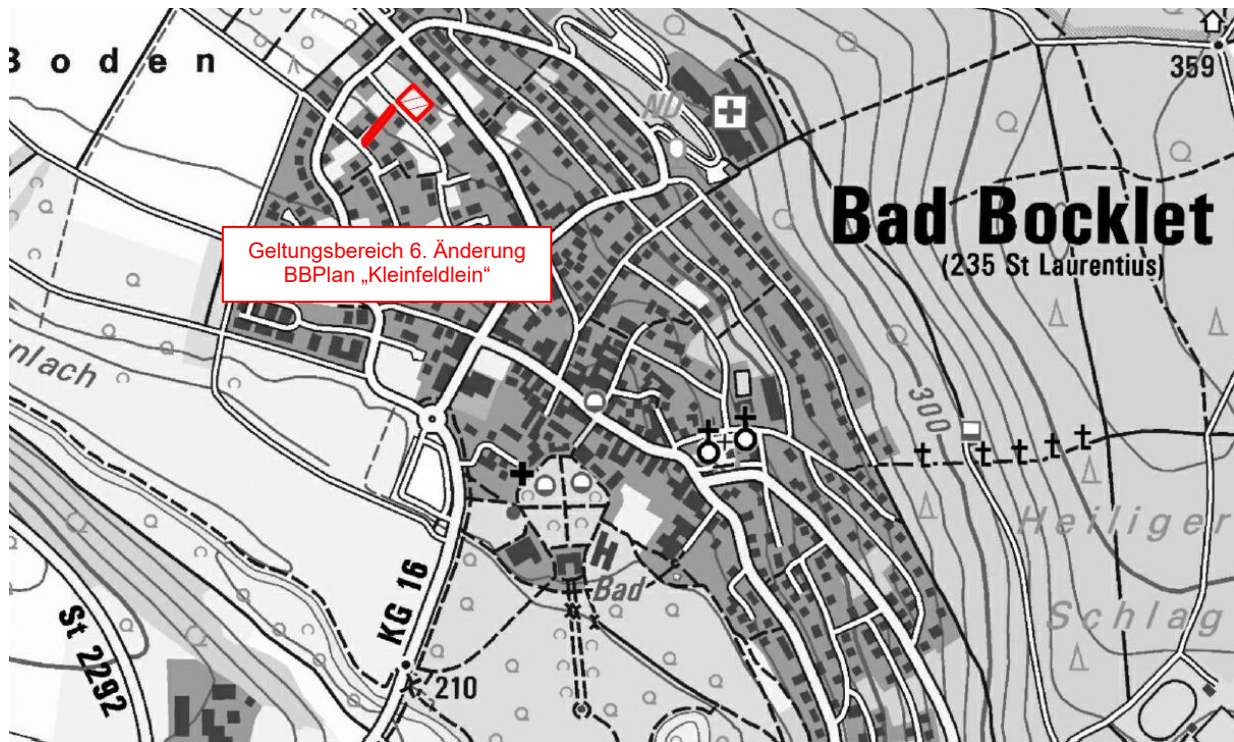 Boden
359
ND
Bad Bocklet
(235 St Laurentius)
Geltungsbereich 6. Änderung
BBPlan „Kleinfeldlein“
nlach
300
Heiliger
Schlag
Bad
KG 16
St 2292
210